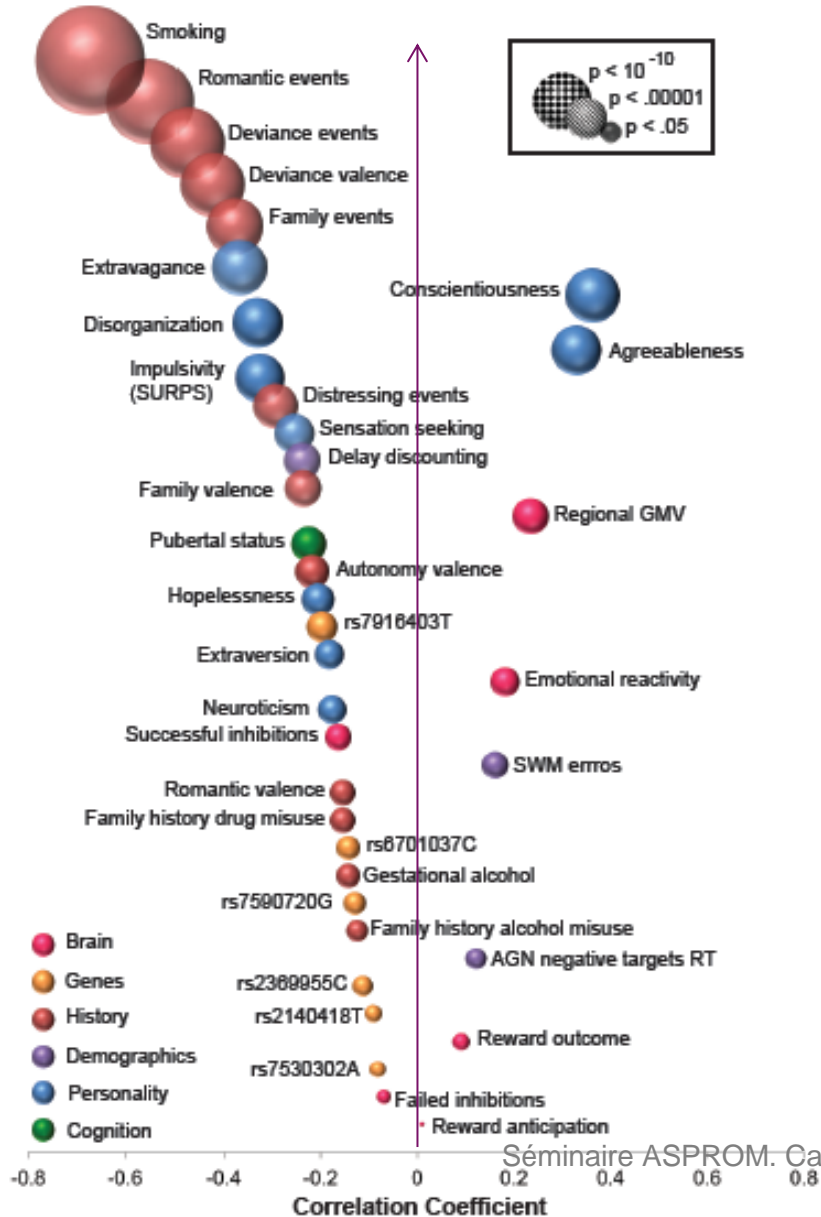 Smoking
Romantic events
Deviance events
Deviance valence
Family events
Extravagance
Disorganization
Impulsivity
(SURPS)
Distressing events
Sensation seeking
Delay discounting
Family valence
Pubertal status
Autonomy valence
Hopelessness
rs7916403T
Extraversion
Neuroticism
Successful inhibitions
Romantic valence
Family history drug misuse
rs6701037C
Gestational alcohol
rs7590720G
Family history alcohol misuse
rs2369955C
rs2140418T
rs7530302A
Failed inhibitions
Reward anticipation
p < 10 -10
p < .00001
p < .05
Conscientiousness
Agreeableness
Regional GMV
Emotional reactivity
SWM errros
AGN negative targets RT
Reward outcome
Brain
Genes
History
Demographics
Personality
Cognition
Séminaire ASPROM. Ca
-0.8 -0.6 -0.4 -0.2 0 0.2 0.4 0.6 0.8
Correlation Coefficient